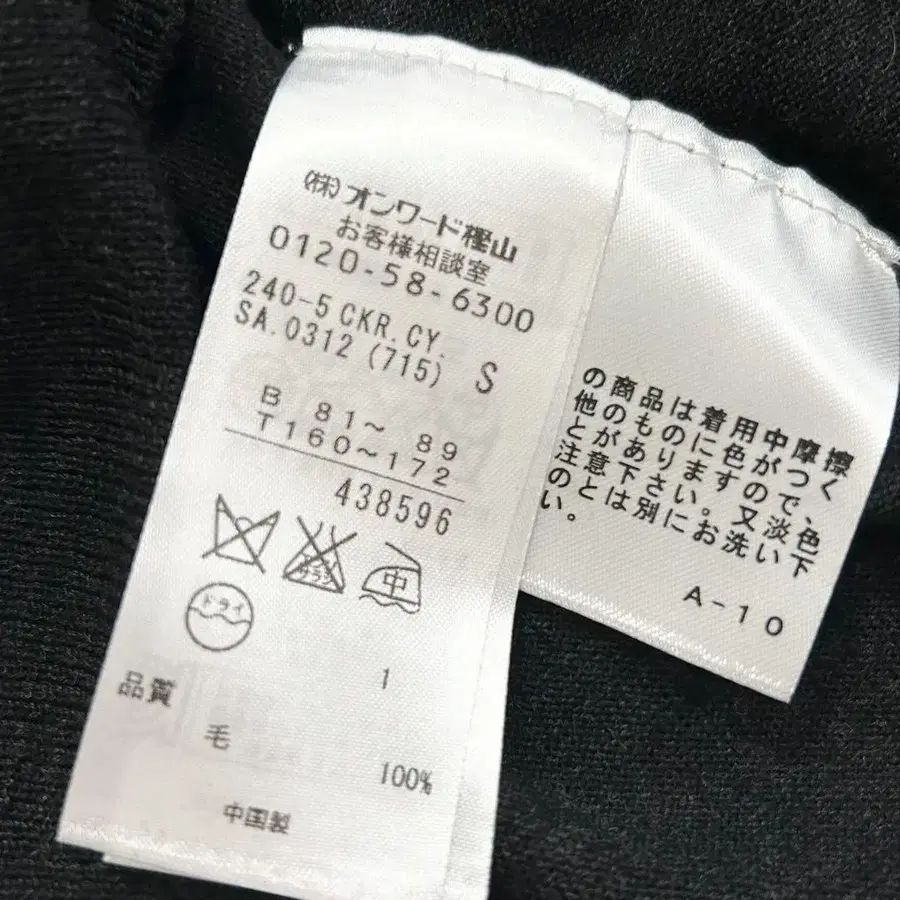 (株)オンワード樫山
お客様相談室
0120-58-6300
240-5 CKR.CY.
SA.0312 (715) S
B 81～ 89
T160～172
438596
サラシ
中
ドライ
1
品質
毛
100%
中国製
の商品は着用中摩擦
他のものに色がつく
とがありますので、
注意下さい。又淡い色
のとは別にお洗い下
い。
A-10